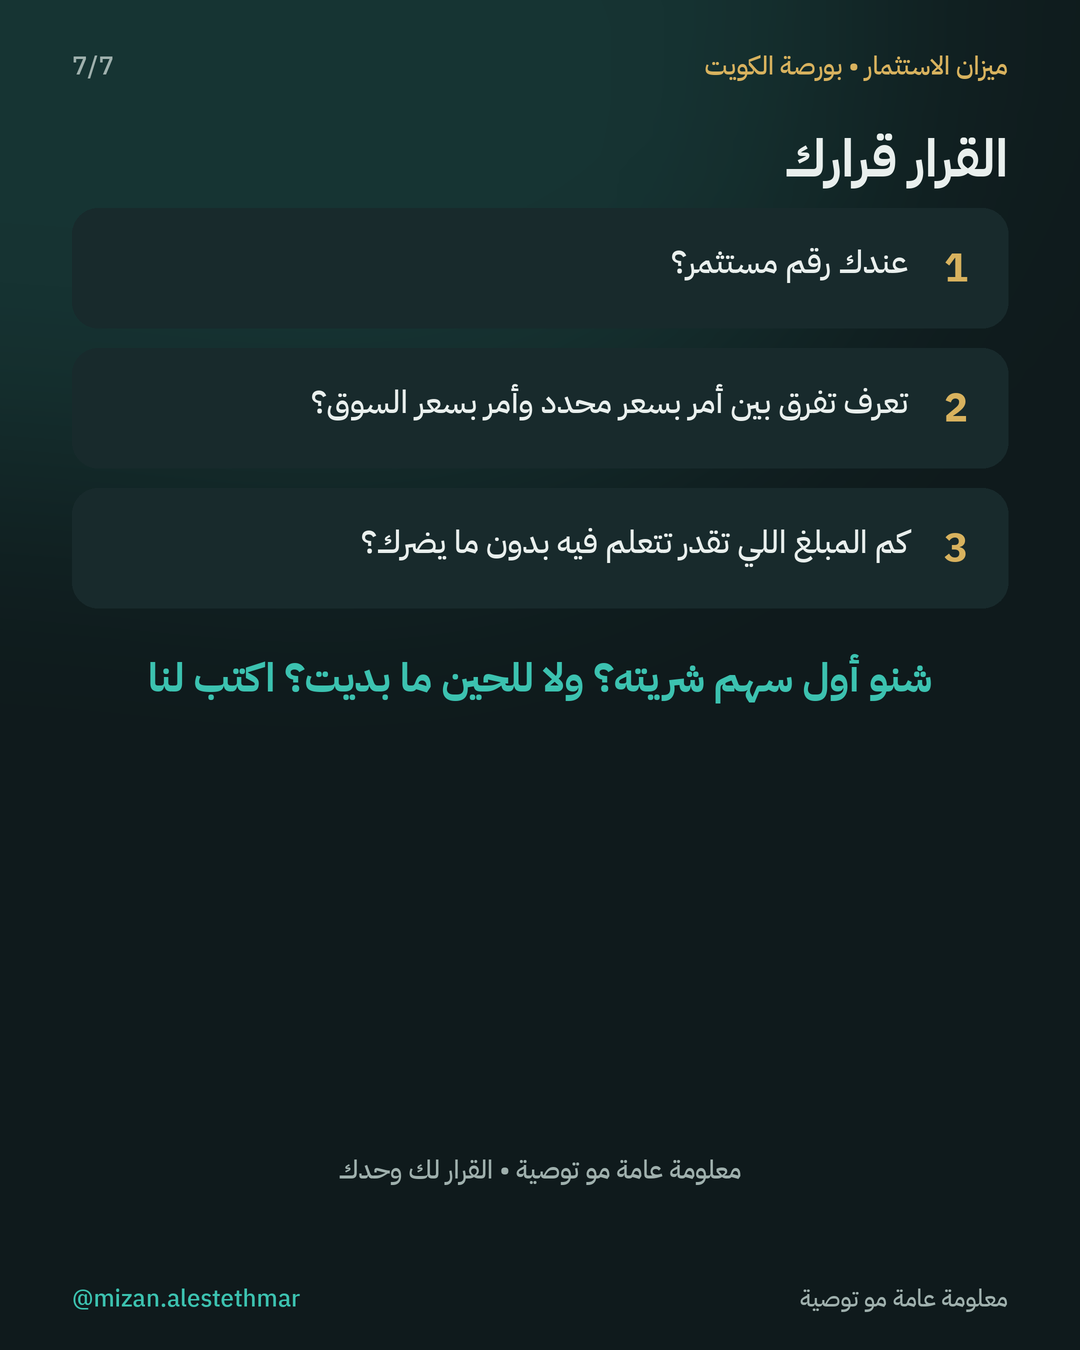 ميزان الاستثمار • بورصة الكويت
7/7
القرار قرارك
1 عندك رقم مستثمر؟
2 تعرف تفرق بين أمر بسعر محدد وأمر بسعر السوق؟
3 كم المبلغ اللي تقدر تتعلم فيه بدون ما يضرك؟
شنو أول سهم شريته؟ ولا للحين ما بديت؟ اكتب لنا
معلومة عامة مو توصية • القرار لك وحدك
معلومة عامة مو توصية
@mizan.alestethmar